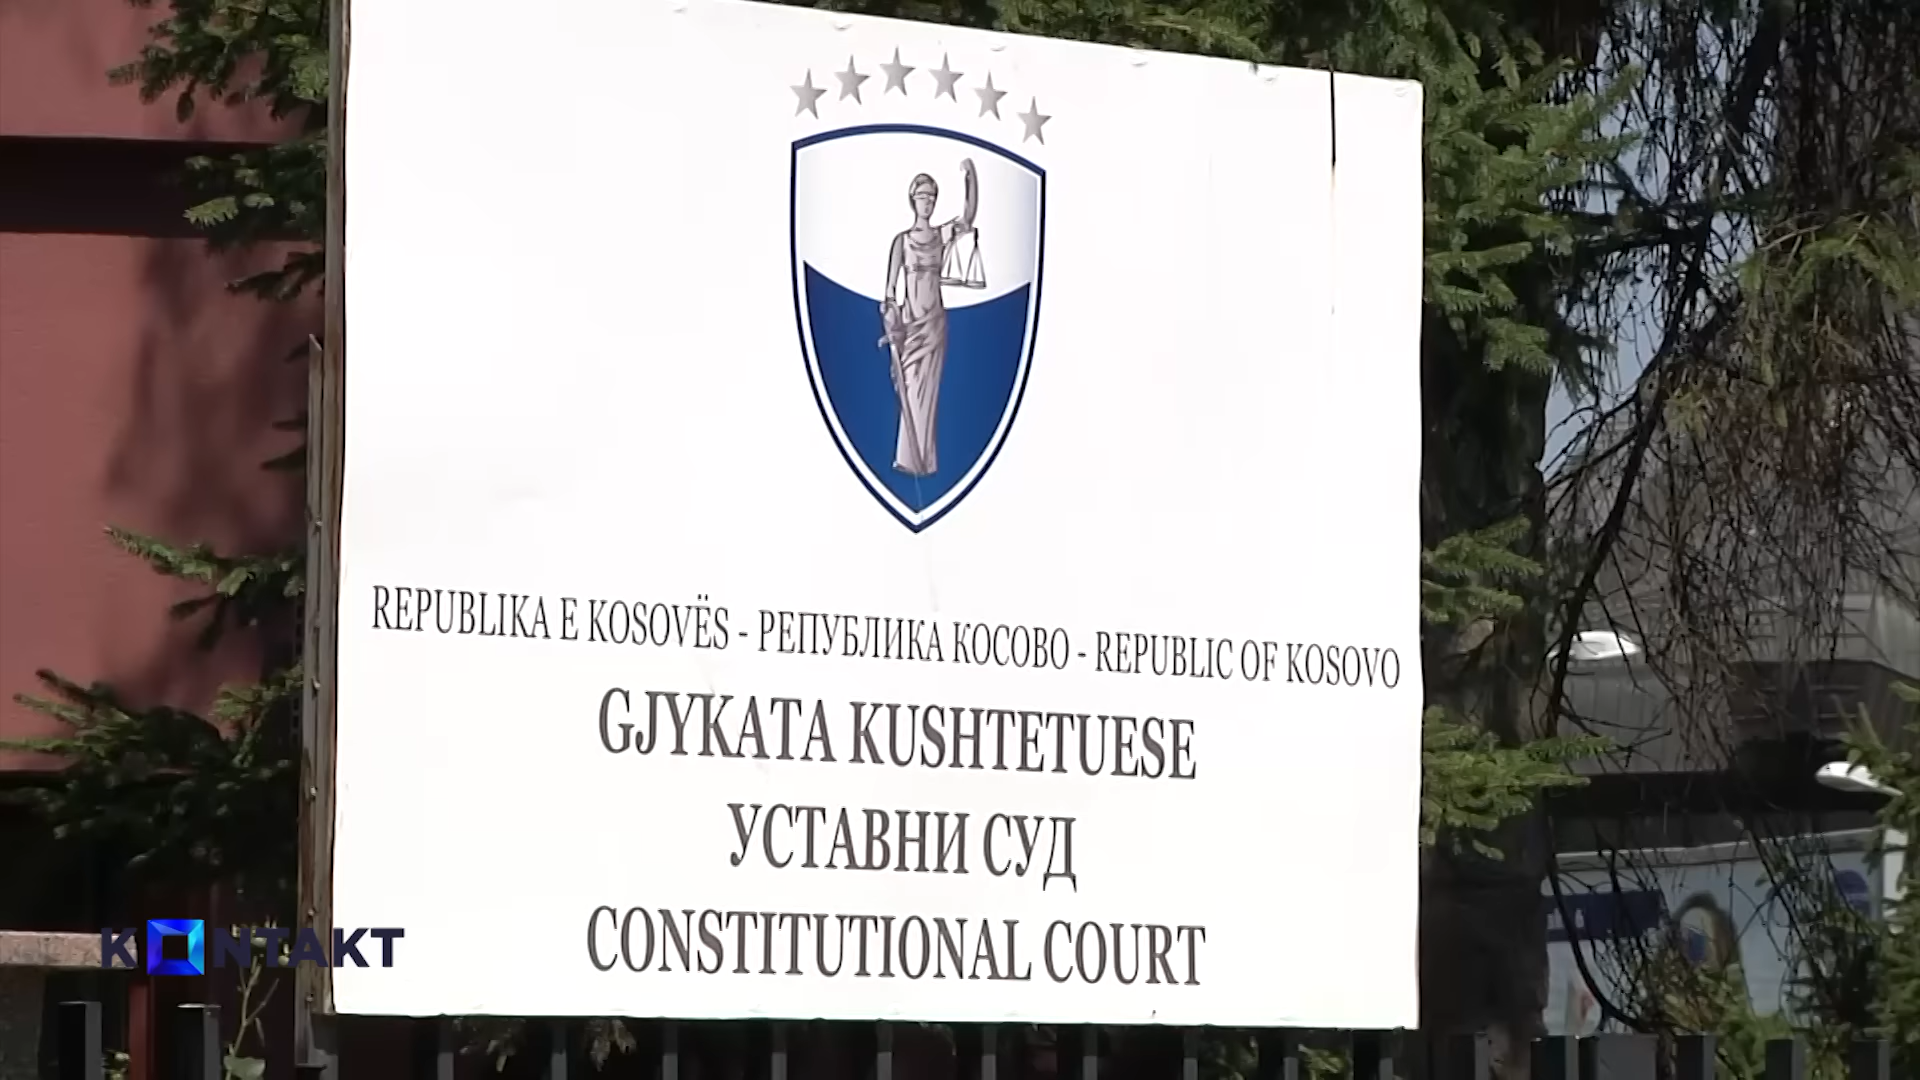 REPUBLIKA E KOSOVËS - РЕПУБЛИКА КОСОВО - REPUBLIC OF KOSOVO
GJYKATA KUSHTETUESE
УСТАВНИ СУД
CONSTITUTIONAL COURT
KONTAKT